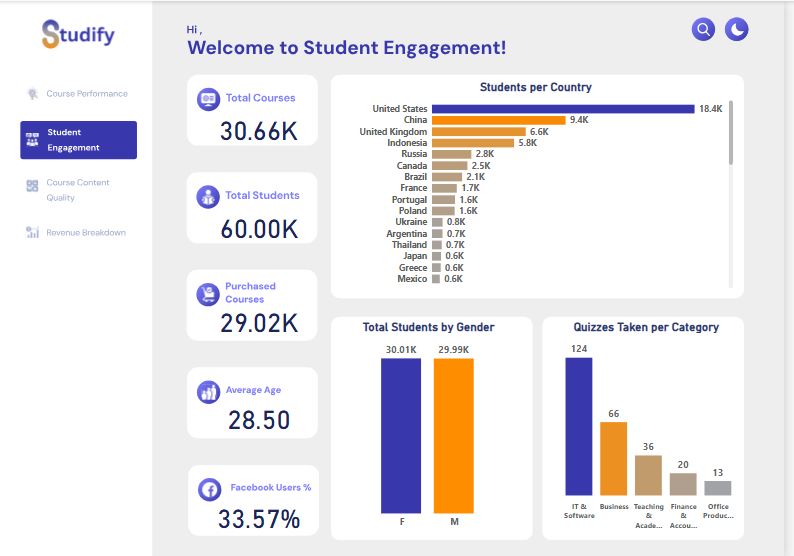 Studify
Hi ,
Welcome to Student Engagement!
Course Performance
Student
Engagement
Course Content
Quality
Revenue Breakdown
Total Courses
30.66K
Total Students
60.00K
Purchased
Courses
29.02K
Average Age
28.50
Facebook Users %
33.57%
Students per Country
United States 18.4K
China 9.4K
United Kingdom 6.6K
Indonesia 5.8K
Russia 2.8K
Canada 2.5K
Brazil 2.1K
France 1.7K
Portugal 1.6K
Poland 1.6K
Ukraine 0.8K
Argentina 0.7K
Thailand 0.7K
Japan 0.6K
Greece 0.6K
Mexico 0.6K
Total Students by Gender
30.01K 29.99K
F M
Quizzes Taken per Category
124
66
36
20
13
IT & Business Teaching Finance Office
Software & & Produc...
Acade... Accou...